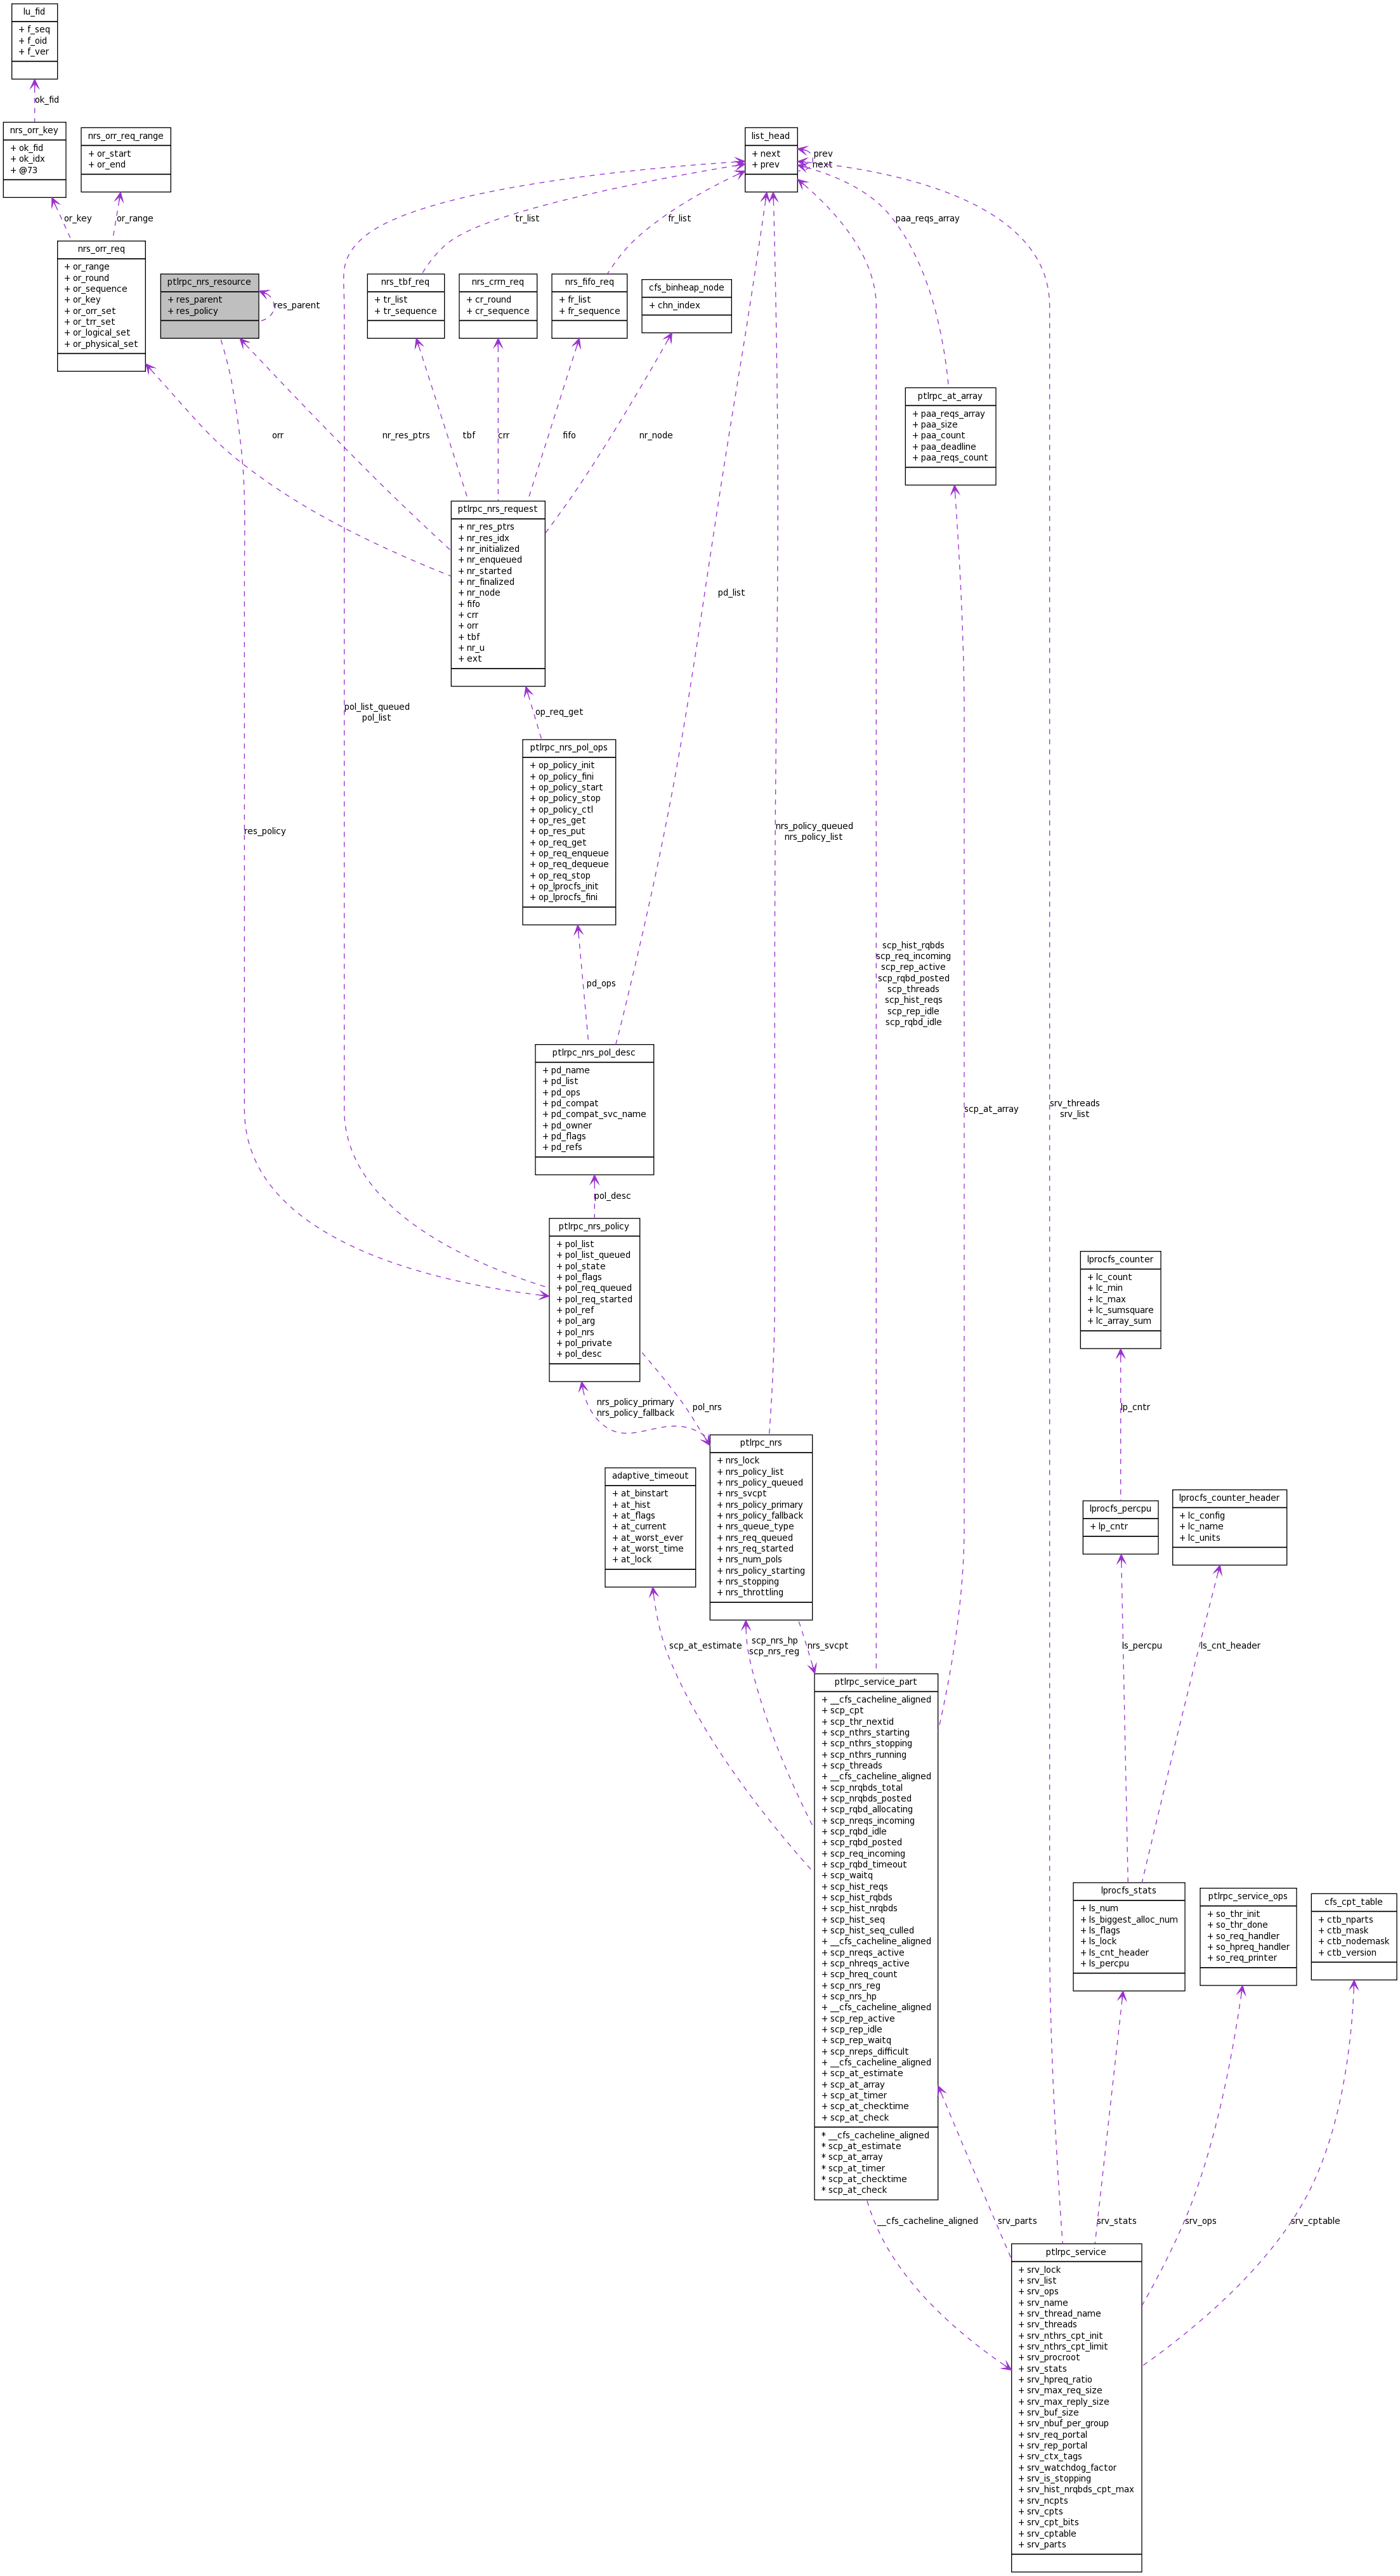 lu_fid
+ f_seq
+ f_oid
+ f_ver
ok_fid
nrs_orr_key
+ ok_fid
+ ok_idx
+ @73
nrs_orr_req_range
+ or_start
+ or_end
list_head
+ next
+ prev
prev
next
or_key
or_range
tr_list
fr_list
paa_reqs_array
nrs_orr_req
+ or_range
+ or_round
+ or_sequence
+ or_key
+ or_orr_set
+ or_trr_set
+ or_logical_set
+ or_physical_set
ptlrpc_nrs_resource
+ res_parent
+ res_policy
res_parent
nrs_tbf_req
+ tr_list
+ tr_sequence
nrs_crrn_req
+ cr_round
+ cr_sequence
nrs_fifo_req
+ fr_list
+ fr_sequence
cfs_binheap_node
+ chn_index
ptlrpc_at_array
+ paa_reqs_array
+ paa_size
+ paa_count
+ paa_deadline
+ paa_reqs_count
orr
nr_res_ptrs
tbf
crr
fifo
nr_node
ptlrpc_nrs_request
+ nr_res_ptrs
+ nr_res_idx
+ nr_initialized
+ nr_enqueued
+ nr_started
+ nr_finalized
+ nr_node
+ fifo
+ crr
+ orr
+ tbf
+ nr_u
+ ext
pd_list
pol_list_queued
pol_list
op_req_get
ptlrpc_nrs_pol_ops
+ op_policy_init
+ op_policy_fini
+ op_policy_start
+ op_policy_stop
+ op_policy_ctl
+ op_res_get
+ op_res_put
+ op_req_get
+ op_req_enqueue
+ op_req_dequeue
+ op_req_stop
+ op_lprocfs_init
+ op_lprocfs_fini
res_policy
nrs_policy_queued
nrs_policy_list
pd_ops
scp_hist_rqbds
scp_req_incoming
scp_rep_active
scp_rqbd_posted
scp_threads
scp_hist_reqs
scp_rep_idle
scp_rqbd_idle
ptlrpc_nrs_pol_desc
+ pd_name
+ pd_list
+ pd_ops
+ pd_compat
+ pd_compat_svc_name
+ pd_owner
+ pd_flags
+ pd_refs
scp_at_array
srv_threads
srv_list
pol_desc
ptlrpc_nrs_policy
+ pol_list
+ pol_list_queued
+ pol_state
+ pol_flags
+ pol_req_queued
+ pol_req_started
+ pol_ref
+ pol_arg
+ pol_nrs
+ pol_private
+ pol_desc
lprocfs_counter
+ lc_count
+ lc_min
+ lc_max
+ lc_sumsquare
+ lc_array_sum
nrs_policy_primary
nrs_policy_fallback
pol_nrs
lp_cntr
adaptive_timeout
+ at_binstart
+ at_hist
+ at_flags
+ at_current
+ at_worst_ever
+ at_worst_time
+ at_lock
ptlrpc_nrs
+ nrs_lock
+ nrs_policy_list
+ nrs_policy_queued
+ nrs_svcpt
+ nrs_policy_primary
+ nrs_policy_fallback
+ nrs_queue_type
+ nrs_req_queued
+ nrs_req_started
+ nrs_num_pols
+ nrs_policy_starting
+ nrs_stopping
+ nrs_throttling
lprocfs_percpu
+ lp_cntr
lprocfs_counter_header
+ lc_config
+ lc_name
+ lc_units
scp_at_estimate
scp_nrs_hp
scp_nrs_reg
nrs_svcpt
ls_percpu
ls_cnt_header
ptlrpc_service_part
+ __cfs_cacheline_aligned
+ scp_cpt
+ scp_thr_nextid
+ scp_nthrs_starting
+ scp_nthrs_stopping
+ scp_nthrs_running
+ scp_threads
+ __cfs_cacheline_aligned
+ scp_nrqbds_total
+ scp_nrqbds_posted
+ scp_rqbd_allocating
+ scp_nreqs_incoming
+ scp_rqbd_idle
+ scp_rqbd_posted
+ scp_req_incoming
+ scp_rqbd_timeout
+ scp_waitq
+ scp_hist_reqs
+ scp_hist_rqbds
+ scp_hist_nrqbds
+ scp_hist_seq
+ scp_hist_seq_culled
+ __cfs_cacheline_aligned
+ scp_nreqs_active
+ scp_nhreqs_active
+ scp_hreq_count
+ scp_nrs_reg
+ scp_nrs_hp
+ __cfs_cacheline_aligned
+ scp_rep_active
+ scp_rep_idle
+ scp_rep_waitq
+ scp_nreps_difficult
+ __cfs_cacheline_aligned
+ scp_at_estimate
+ scp_at_array
+ scp_at_timer
+ scp_at_checktime
+ scp_at_check
* __cfs_cacheline_aligned
* scp_at_estimate
* scp_at_array
* scp_at_timer
* scp_at_checktime
* scp_at_check
lprocfs_stats
+ ls_num
+ ls_biggest_alloc_num
+ ls_flags
+ ls_lock
+ ls_cnt_header
+ ls_percpu
ptlrpc_service_ops
+ so_thr_init
+ so_thr_done
+ so_req_handler
+ so_hpreq_handler
+ so_req_printer
cfs_cpt_table
+ ctb_nparts
+ ctb_mask
+ ctb_nodemask
+ ctb_version
__cfs_cacheline_aligned
srv_parts
srv_stats
srv_ops
srv_cptable
ptlrpc_service
+ srv_lock
+ srv_list
+ srv_ops
+ srv_name
+ srv_thread_name
+ srv_threads
+ srv_nthrs_cpt_init
+ srv_nthrs_cpt_limit
+ srv_procroot
+ srv_stats
+ srv_hpreq_ratio
+ srv_max_req_size
+ srv_max_reply_size
+ srv_buf_size
+ srv_nbuf_per_group
+ srv_req_portal
+ srv_rep_portal
+ srv_ctx_tags
+ srv_watchdog_factor
+ srv_is_stopping
+ srv_hist_nrqbds_cpt_max
+ srv_ncpts
+ srv_cpts
+ srv_cpt_bits
+ srv_cptable
+ srv_parts